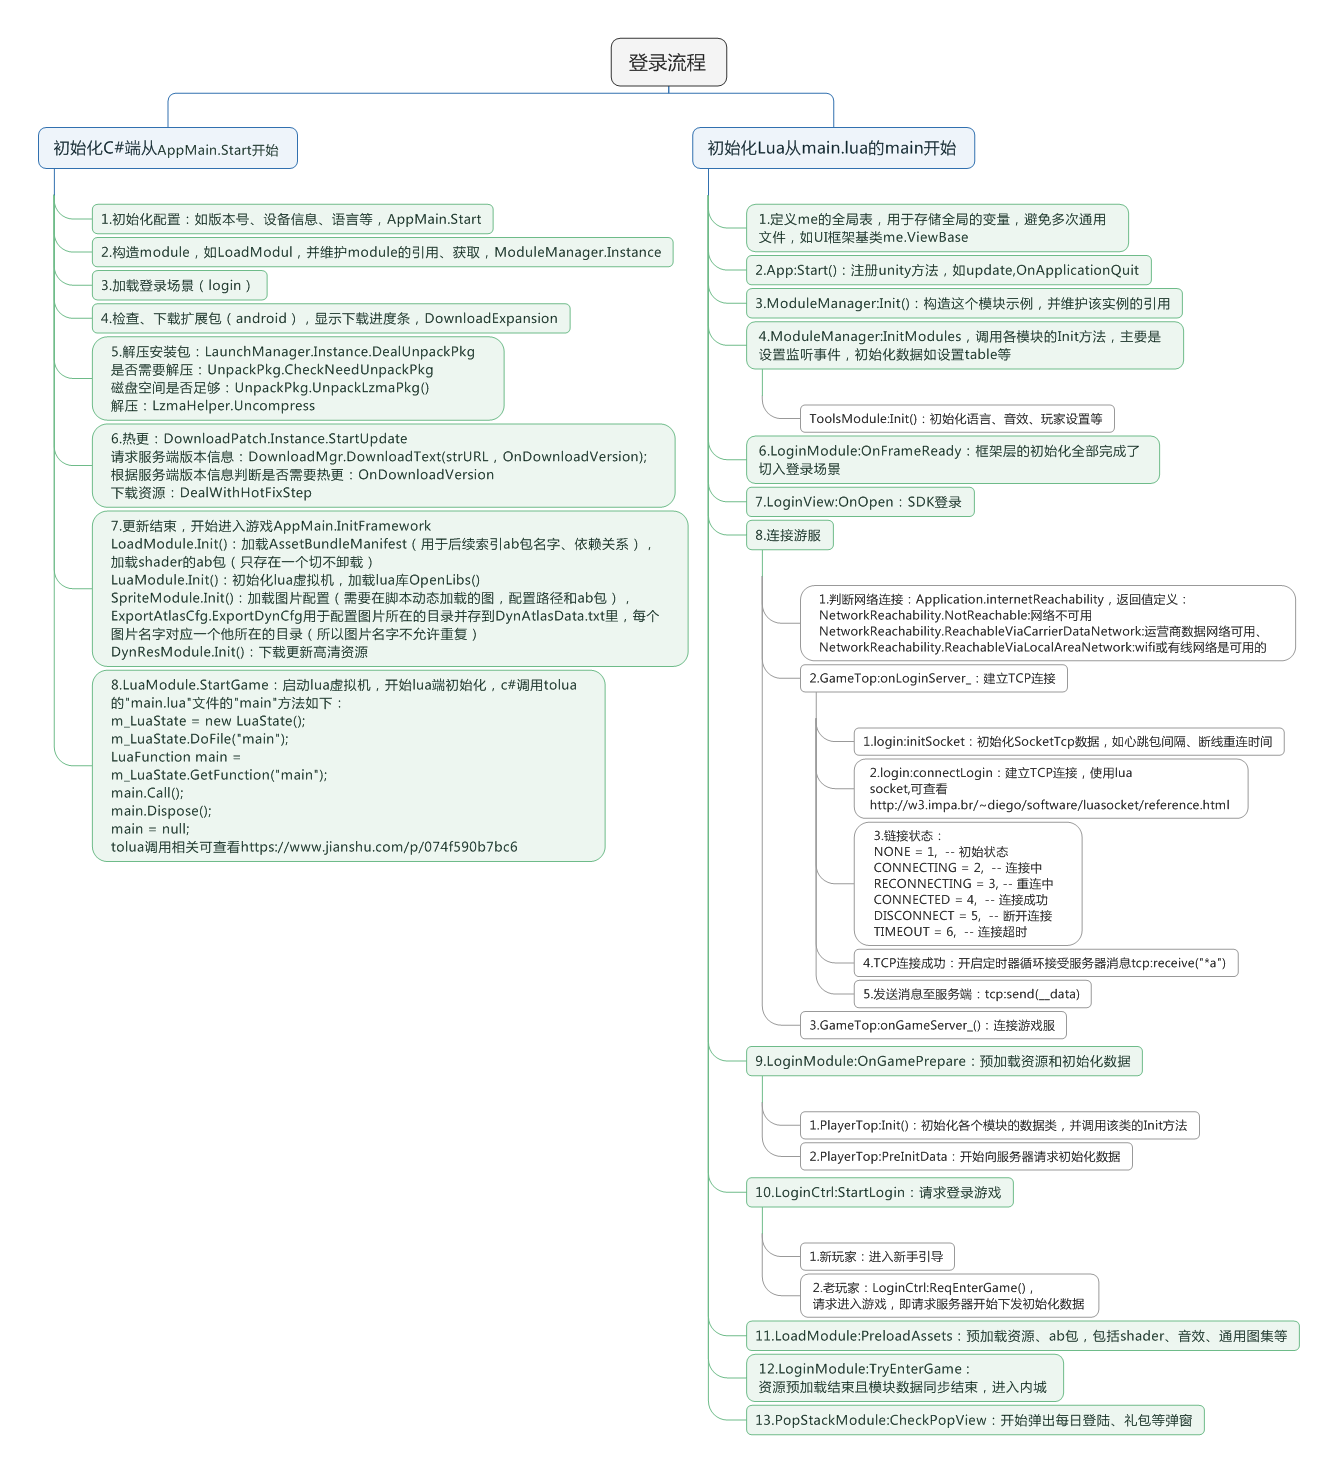 登录流程
初始化C#端从AppMain.Start开始
1.初始化配置：如版本号、设备信息、语言等，AppMain.Start
2.构造module，如LoadModul，并维护module的引用、获取，ModuleManager.Instance
3.加载登录场景（login）
4.检查、下载扩展包（android），显示下载进度条，DownloadExpansion
5.解压安装包：LaunchManager.Instance.DealUnpackPkg
是否需要解压：UnpackPkg.CheckNeedUnpackPkg
磁盘空间是否足够：UnpackPkg.UnpackLzmaPkg()
解压：LzmaHelper.Uncompress
6.热更：DownloadPatch.Instance.StartUpdate
请求服务端版本信息：DownloadMgr.DownloadText(strURL，OnDownloadVersion);
根据服务端版本信息判断是否需要热更：OnDownloadVersion
下载资源：DealWithHotFixStep
7.更新结束，开始进入游戏AppMain.InitFramework
LoadModule.Init()：加载AssetBundleManifest（用于后续索引ab包名字、依赖关系），
加载shader的ab包（只存在一个切不卸载）
LuaModule.Init()：初始化lua虚拟机，加载lua库OpenLibs()
SpriteModule.Init()：加载图片配置（需要在脚本动态加载的图，配置路径和ab包），
ExportAtlasCfg.ExportDynCfg用于配置图片所在的目录并存到DynAtlasData.txt里，每个
图片名字对应一个他所在的目录（所以图片名字不允许重复）
DynResModule.Init()：下载更新高清资源
8.LuaModule.StartGame：启动lua虚拟机，开始lua端初始化，c#调用tolua
的"main.lua"文件的"main"方法如下：
m_LuaState = new LuaState();
m_LuaState.DoFile("main");
LuaFunction main =
m_LuaState.GetFunction("main");
main.Call();
main.Dispose();
main = null;
tolua调用相关可查看https://www.jianshu.com/p/074f590b7bc6
初始化Lua从main.lua的main开始
1.定义me的全局表，用于存储全局的变量，避免多次通用
文件，如UI框架基类me.ViewBase
2.App:Start()：注册unity方法，如update,OnApplicationQuit
3.ModuleManager:Init()：构造这个模块示例，并维护该实例的引用
4.ModuleManager:InitModules，调用各模块的Init方法，主要是
设置监听事件，初始化数据如设置table等
ToolsModule:Init()：初始化语言、音效、玩家设置等
6.LoginModule:OnFrameReady：框架层的初始化全部完成了
切入登录场景
7.LoginView:OnOpen：SDK登录
8.连接游服
1.判断网络连接：Application.internetReachability，返回值定义：
NetworkReachability.NotReachable:网络不可用
NetworkReachability.ReachableViaCarrierDataNetwork:运营商数据网络可用、
NetworkReachability.ReachableViaLocalAreaNetwork:wifi或有线网络是可用的
2.GameTop:onLoginServer_：建立TCP连接
1.login:initSocket：初始化SocketTcp数据，如心跳包间隔、断线重连时间
2.login:connectLogin：建立TCP连接，使用lua
socket,可查看
http://w3.impa.br/~diego/software/luasocket/reference.html
3.链接状态：
NONE = 1,  -- 初始状态
CONNECTING = 2,  -- 连接中
RECONNECTING = 3, -- 重连中
CONNECTED = 4,  -- 连接成功
DISCONNECT = 5,  -- 断开连接
TIMEOUT = 6,  -- 连接超时
4.TCP连接成功：开启定时器循环接受服务器消息tcp:receive("*a")
5.发送消息至服务端：tcp:send(__data)
3.GameTop:onGameServer_()：连接游戏服
9.LoginModule:OnGamePrepare：预加载资源和初始化数据
1.PlayerTop:Init()：初始化各个模块的数据类，并调用该类的Init方法
2.PlayerTop:PreInitData：开始向服务器请求初始化数据
10.LoginCtrl:StartLogin：请求登录游戏
1.新玩家：进入新手引导
2.老玩家：LoginCtrl:ReqEnterGame()，
请求进入游戏，即请求服务器开始下发初始化数据
11.LoadModule:PreloadAssets：预加载资源、ab包，包括shader、音效、通用图集等
12.LoginModule:TryEnterGame：
资源预加载结束且模块数据同步结束，进入内城
13.PopStackModule:CheckPopView：开始弹出每日登陆、礼包等弹窗